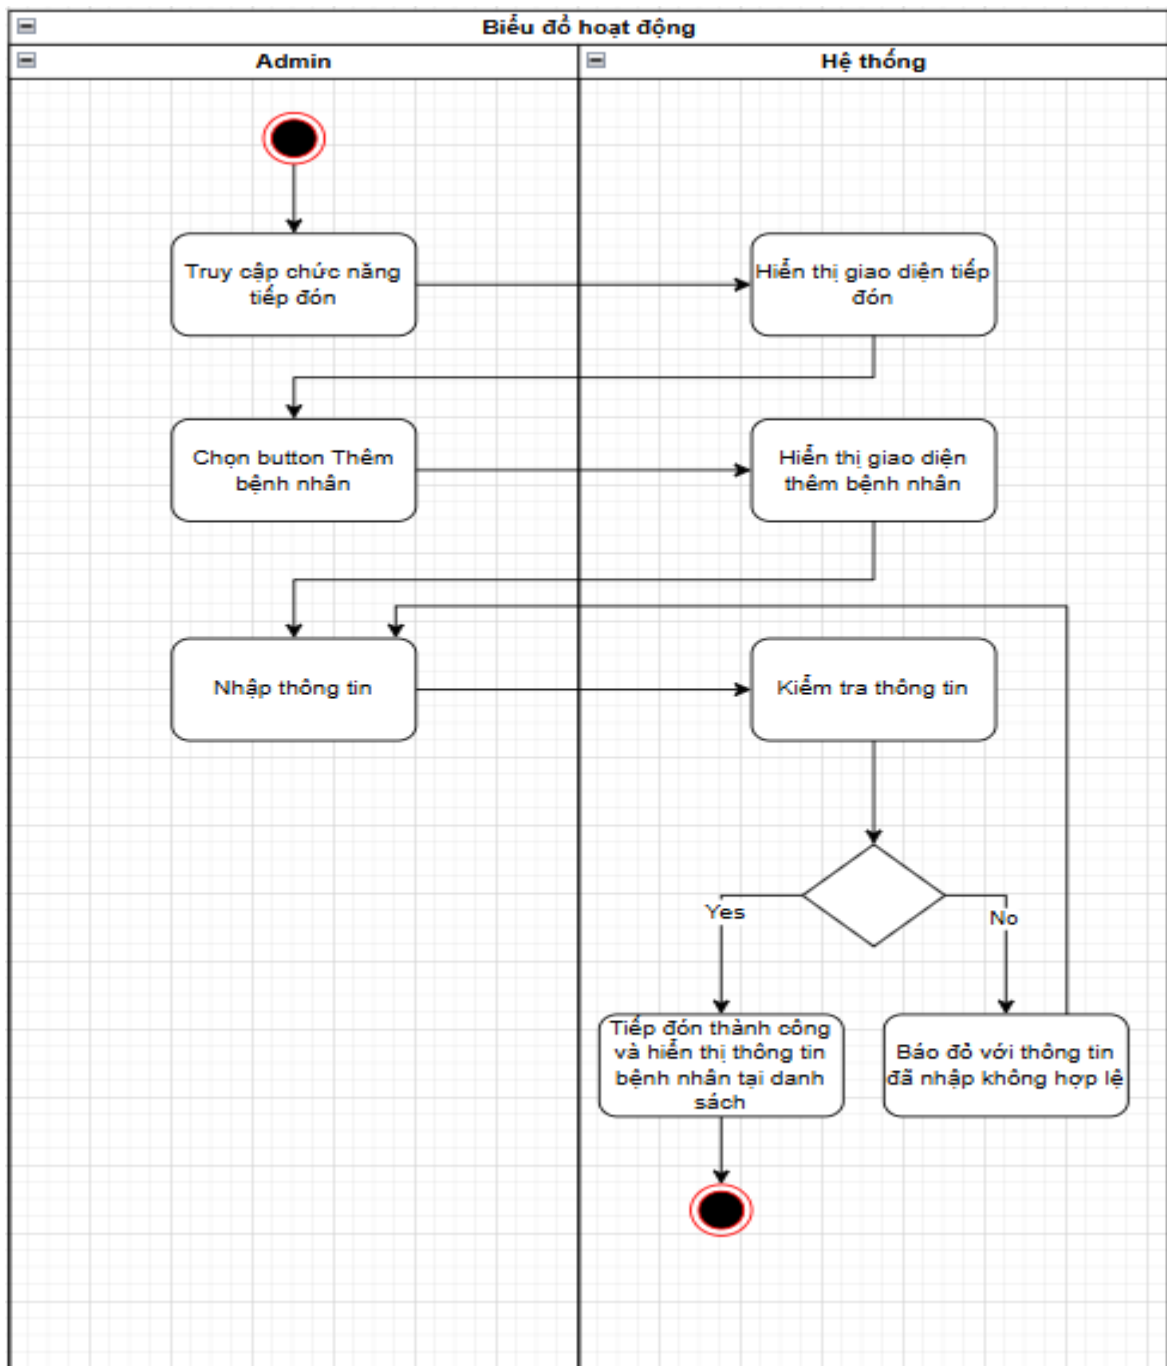 Biểu đồ hoạt động
Admin
Hệ thống
Truy cập chức năng
tiếp đón
Hiển thị giao diện tiếp
đón
Chọn button Thêm
bệnh nhân
Hiển thị giao diện
thêm bệnh nhân
Nhập thông tin
Kiểm tra thông tin
Yes
No
Tiếp đón thành công
và hiển thị thông tin
bệnh nhân tại danh
sách
Báo đỏ với thông tin
đã nhập không hợp lệ